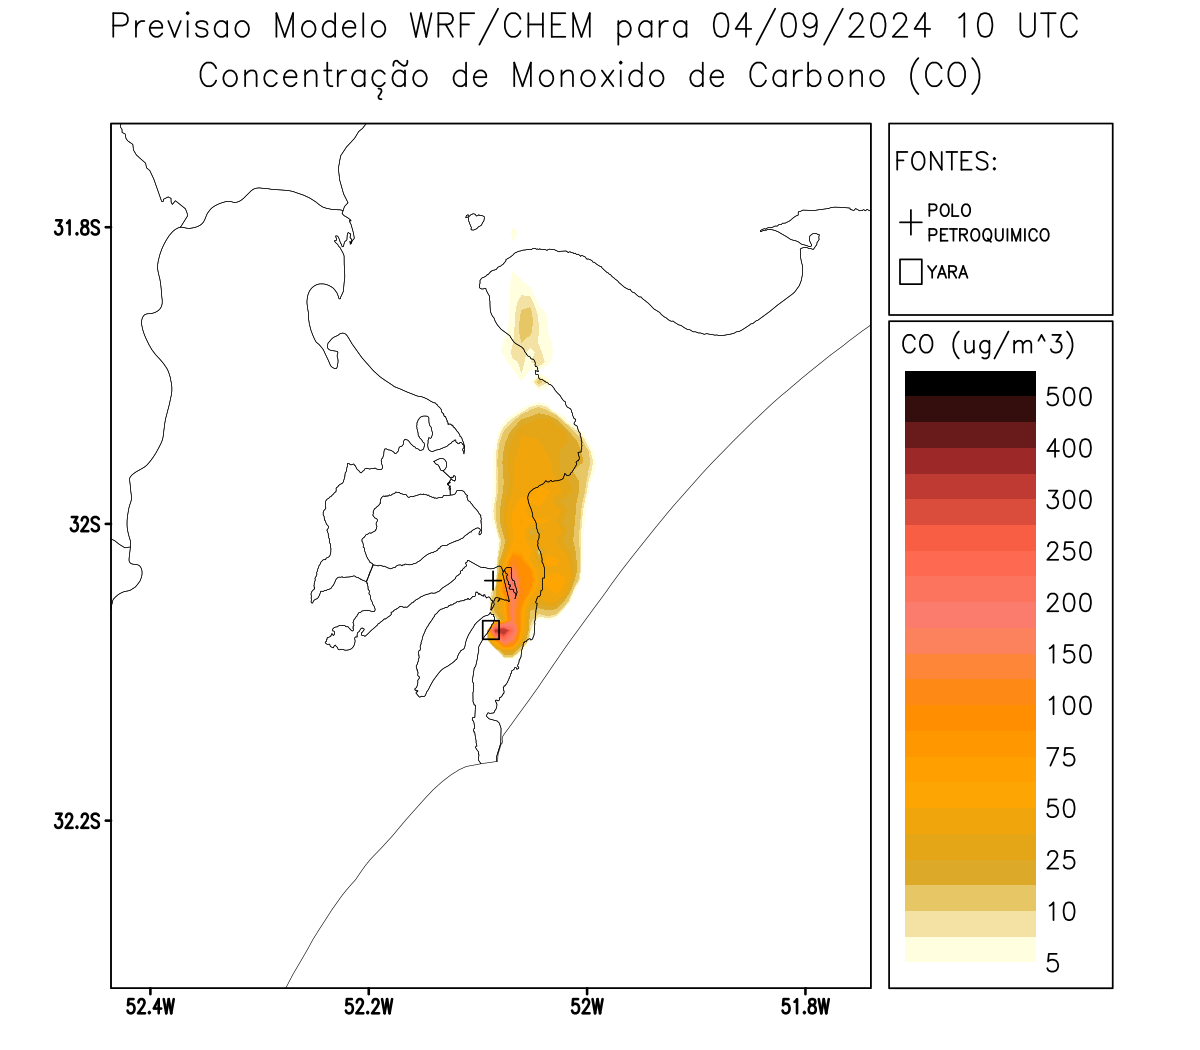 Previsao Modelo WRF/CHEM para 04/09/2024 10 UTC
Concentração de Monoxido de Carbono (CO)
FONTES:
POLO
PETROQUIMICO
YARA
CO (ug/m^3)
500
400
300
250
200
150
100
75
50
25
10
5
31.8S
32S
32.2S
52.4W
52.2W
52W
51.8W